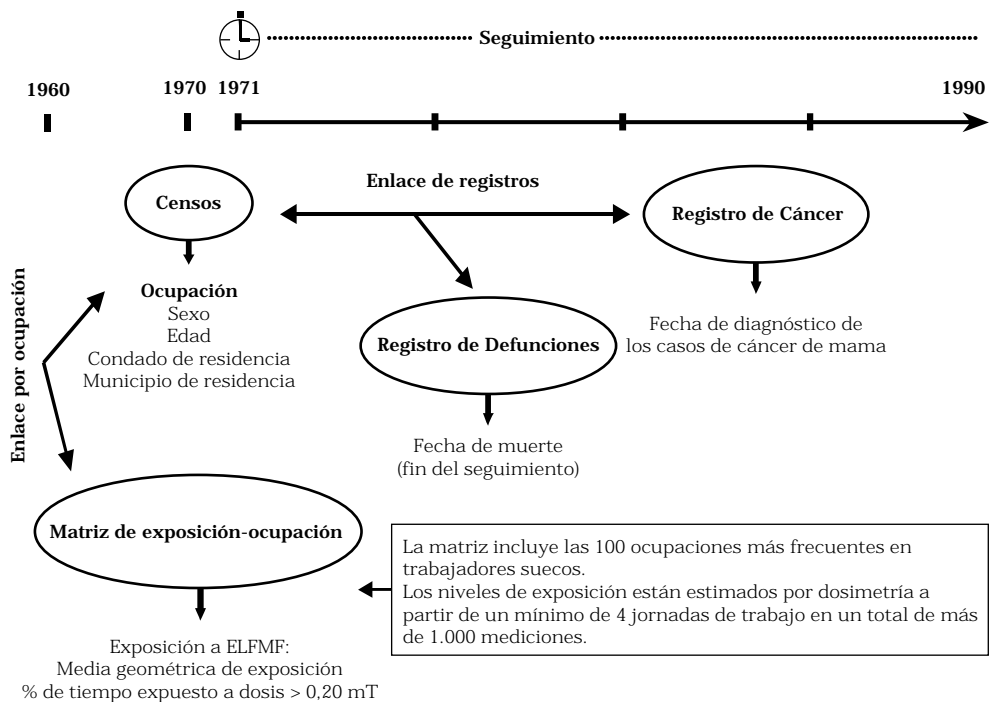 Seguimiento
1960
1970 1971
1990
Enlace de registros
Censos
Registro de Cáncer
Ocupación
Sexo
Edad
Condado de residencia
Municipio de residencia
Enlace por ocupación
Registro de Defunciones
Fecha de diagnóstico de
los casos de cáncer de mama
Fecha de muerte
(fin del seguimiento)
Matriz de exposición-ocupación
La matriz incluye las 100 ocupaciones más frecuentes en
trabajadores suecos.
Los niveles de exposición están estimados por dosimetría a
partir de un mínimo de 4 jornadas de trabajo en un total de más
de 1.000 mediciones.
Exposición a ELFMF:
Media geométrica de exposición
% de tiempo expuesto a dosis > 0,20 mT